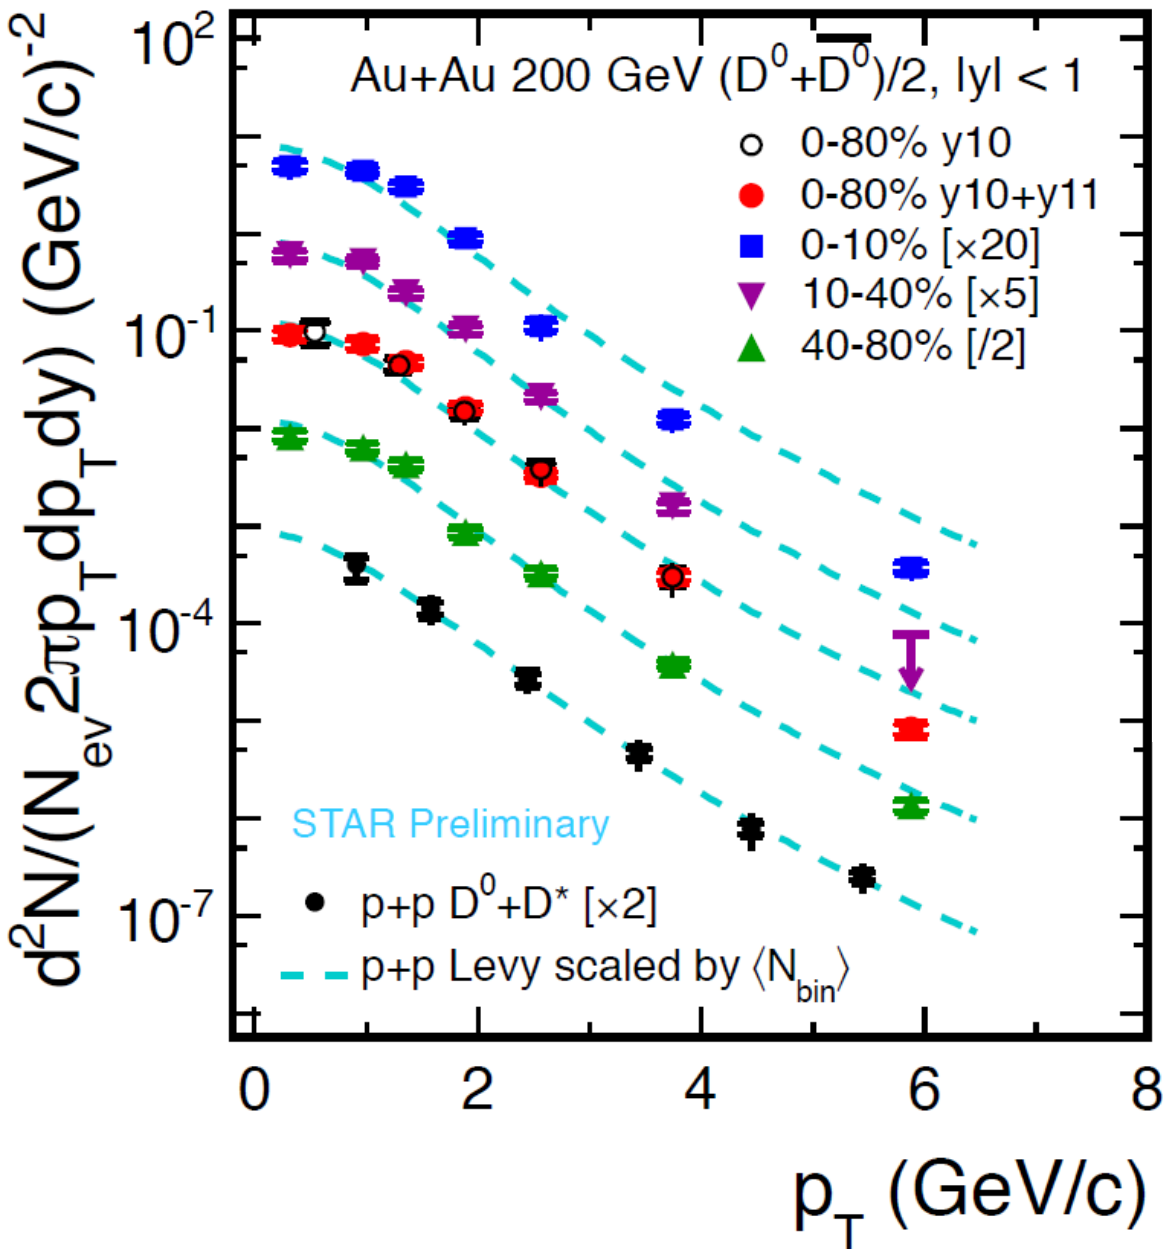 d²N/(N_ev 2πp_T dp_T dy) (GeV/c)⁻²
10²
10⁻¹
10⁻⁴
10⁻⁷
Au+Au 200 GeV (D⁰+D̅⁰)/2, |y| < 1
0-80% y10
0-80% y10+y11
0-10% [×20]
10-40% [×5]
40-80% [/2]
STAR Preliminary
p+p D⁰+D* [×2]
p+p Levy scaled by ⟨N_bin⟩
0 2 4 6 8
p_T (GeV/c)